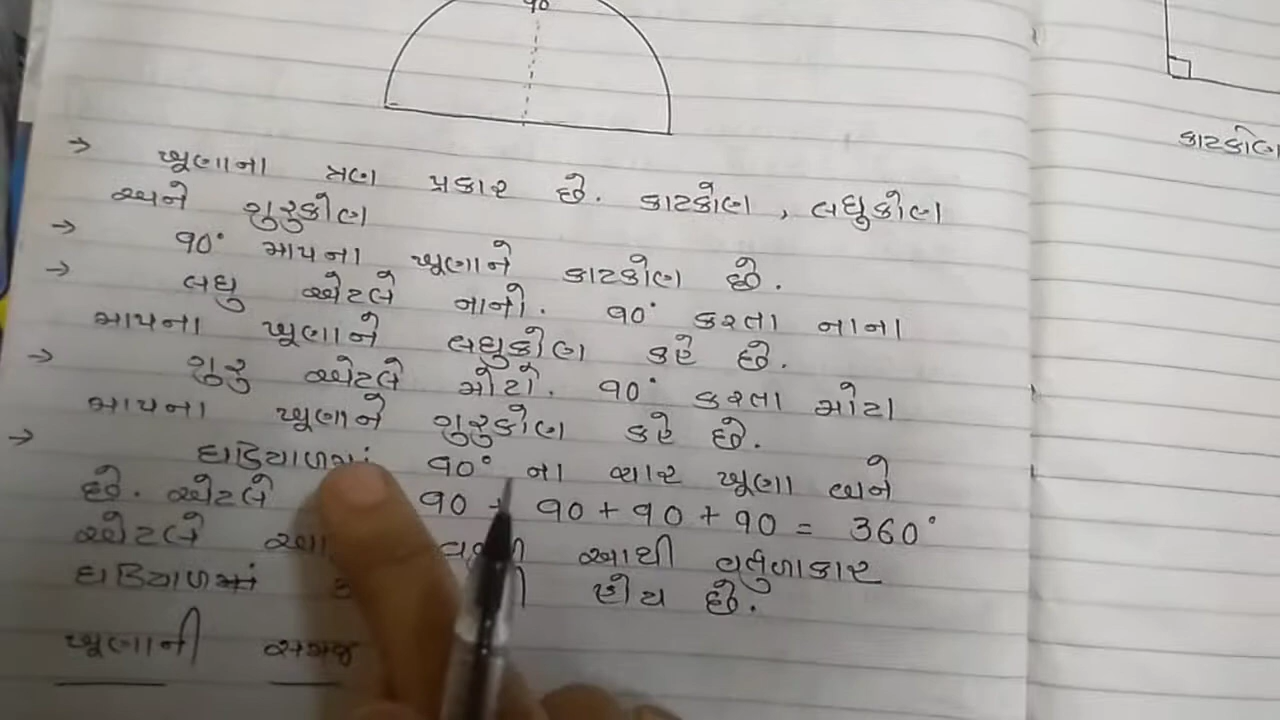 90
→ ખૂણાના ત્રણ પ્રકાર છે. કાટકોણ, લઘુકોણ
અને ગુરુકોણ
→ 90° માપના ખૂણાને કાટકોણ છે.
→ લઘુ એટલે નાનો. 90° કરતા નાના
માપના ખૂણાને લઘુકોણ કહે છે.
→ ગુરુ એટલે મોટો. 90° કરતા મોટા
માપના ખૂણાને ગુરુકોણ કહે છે.
→ ઘડિયાળમાં 90° ના ચાર ખૂણા બને
છે. એટલે 90 + 90 + 90 + 90 = 360°
એટલે આથી વર્તુળાકાર
ઘડિયાળમાં હોય છે.
ખૂણાની સમજ
કાટકોણ